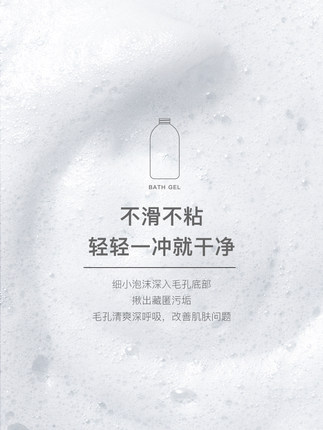 BATH GEL
不滑不粘
轻轻一冲就干净
细小泡沫深入毛孔底部
揪出藏匿污垢
毛孔清爽深呼吸，改善肌肤问题